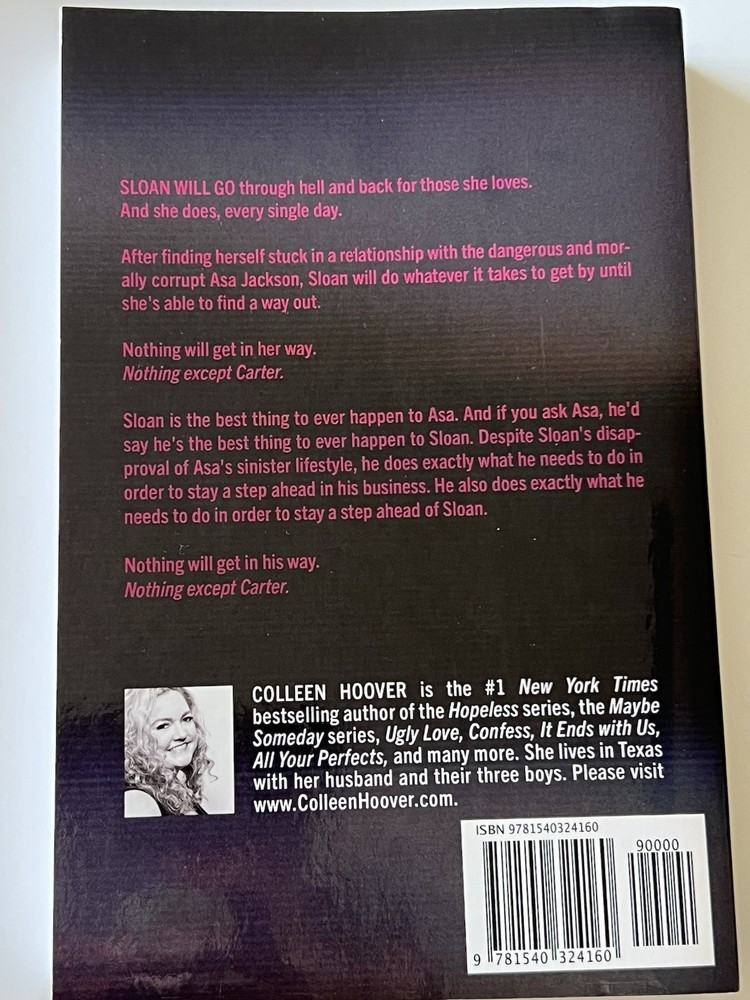 SLOAN WILL GO through hell and back for those she loves.
And she does, every single day.
After finding herself stuck in a relationship with the dangerous and mor-
ally corrupt Asa Jackson, Sloan will do whatever it takes to get by until
she's able to find a way out.
Nothing will get in her way.
Nothing except Carter.
Sloan is the best thing to ever happen to Asa. And if you ask Asa, he'd
say he's the best thing to ever happen to Sloan. Despite Sloan's disap-
proval of Asa's sinister lifestyle, he does exactly what he needs to do in
order to stay a step ahead in his business. He also does exactly what he
needs to do in order to stay a step ahead of Sloan.
Nothing will get in his way.
Nothing except Carter.
COLLEEN HOOVER is the #1 New York Times
bestselling author of the Hopeless series, the Maybe
Someday series, Ugly Love, Confess, It Ends with Us,
All Your Perfects, and many more. She lives in Texas
with her husband and their three boys. Please visit
www.ColleenHoover.com.
ISBN 9781540324160
90000
9 781540 324160